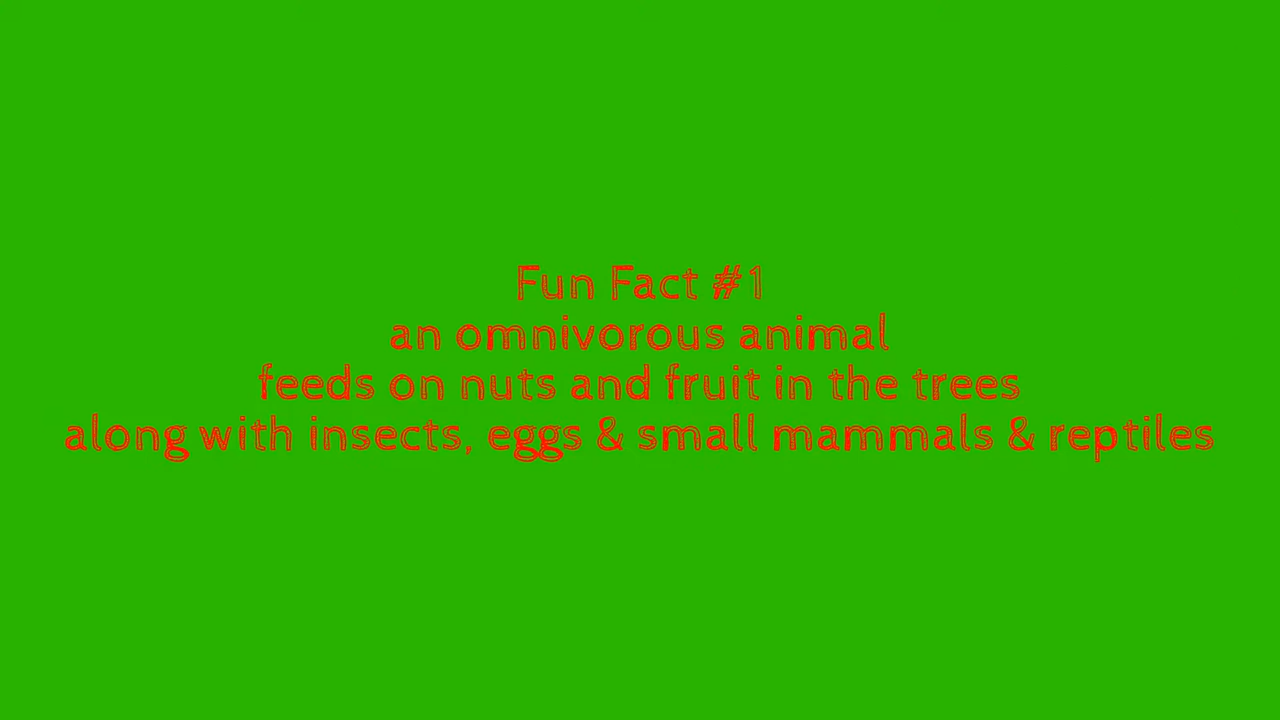 Fun Fact #1
an omnivorous animal
feeds on nuts and fruit in the trees
along with insects, eggs & small mammals & reptiles